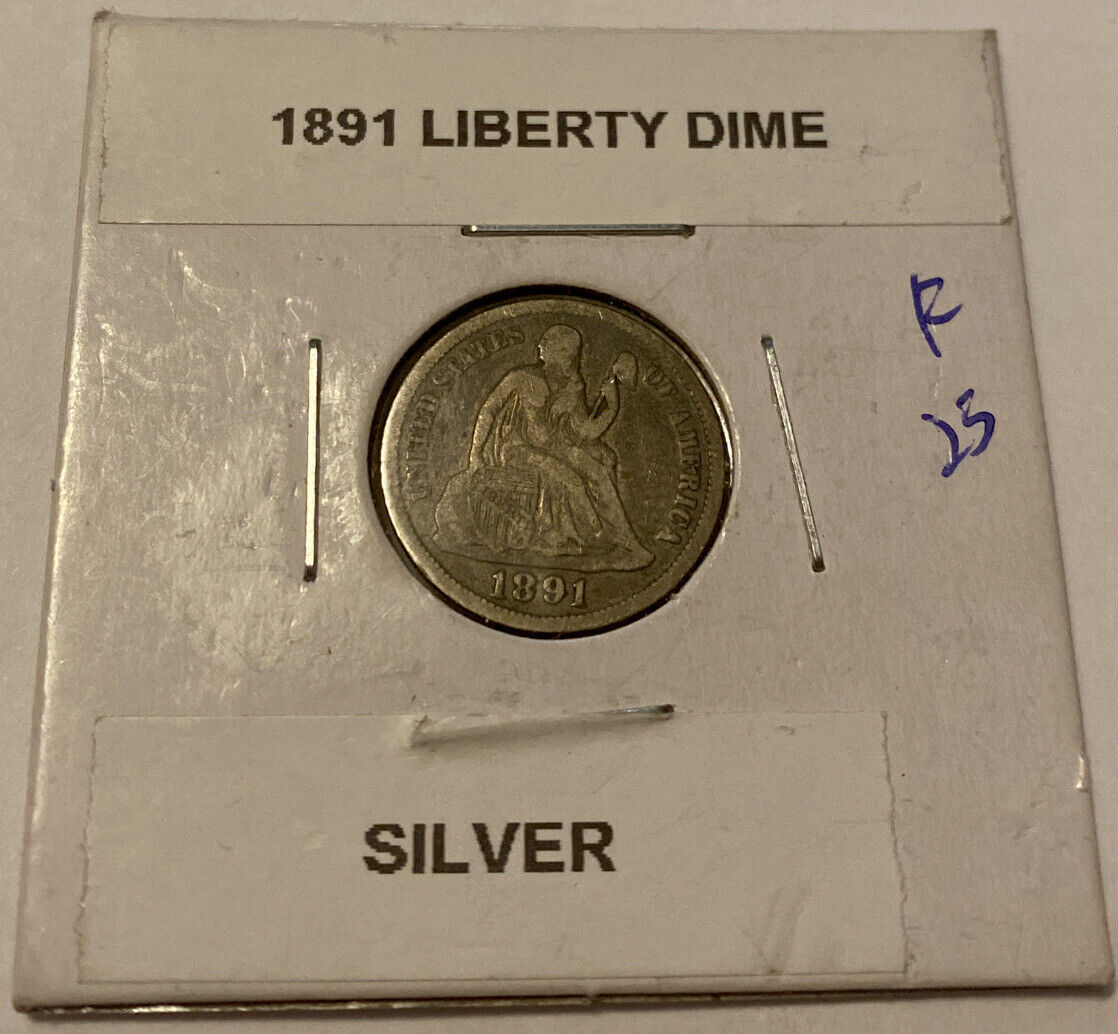 1891 LIBERTY DIME
UNITED STATES OF AMERICA
1891
25
SILVER